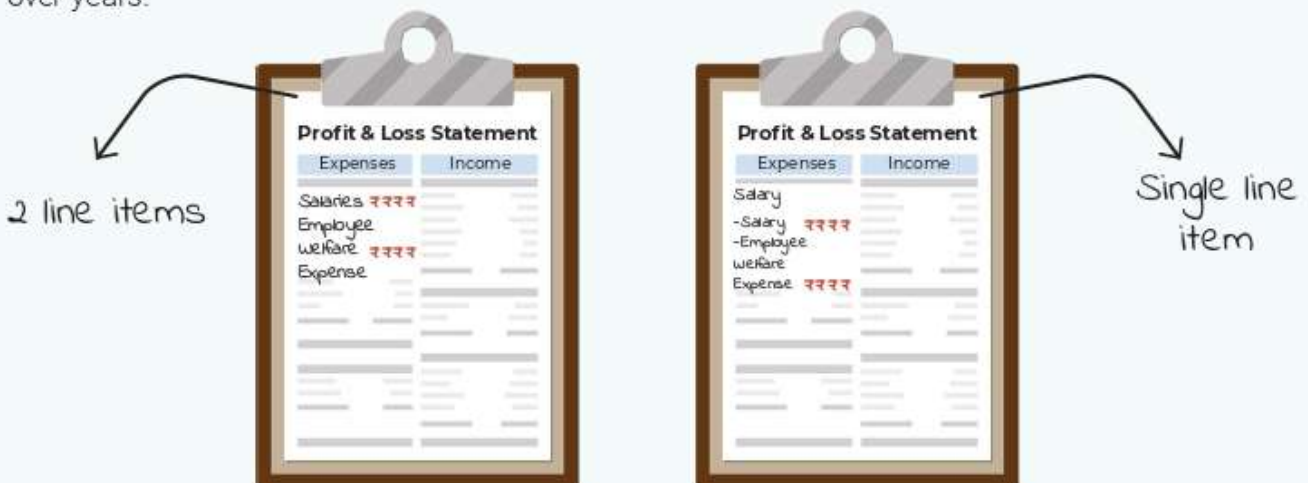 over years.
2 line items
Profit & Loss Statement
Expenses Income
Salaries ₹₹₹₹
Employee
Welfare ₹₹₹₹
Expense
Profit & Loss Statement
Expenses Income
Salary
-Salary ₹₹₹₹
-Employee
Welfare
Expense ₹₹₹₹
Single line
item